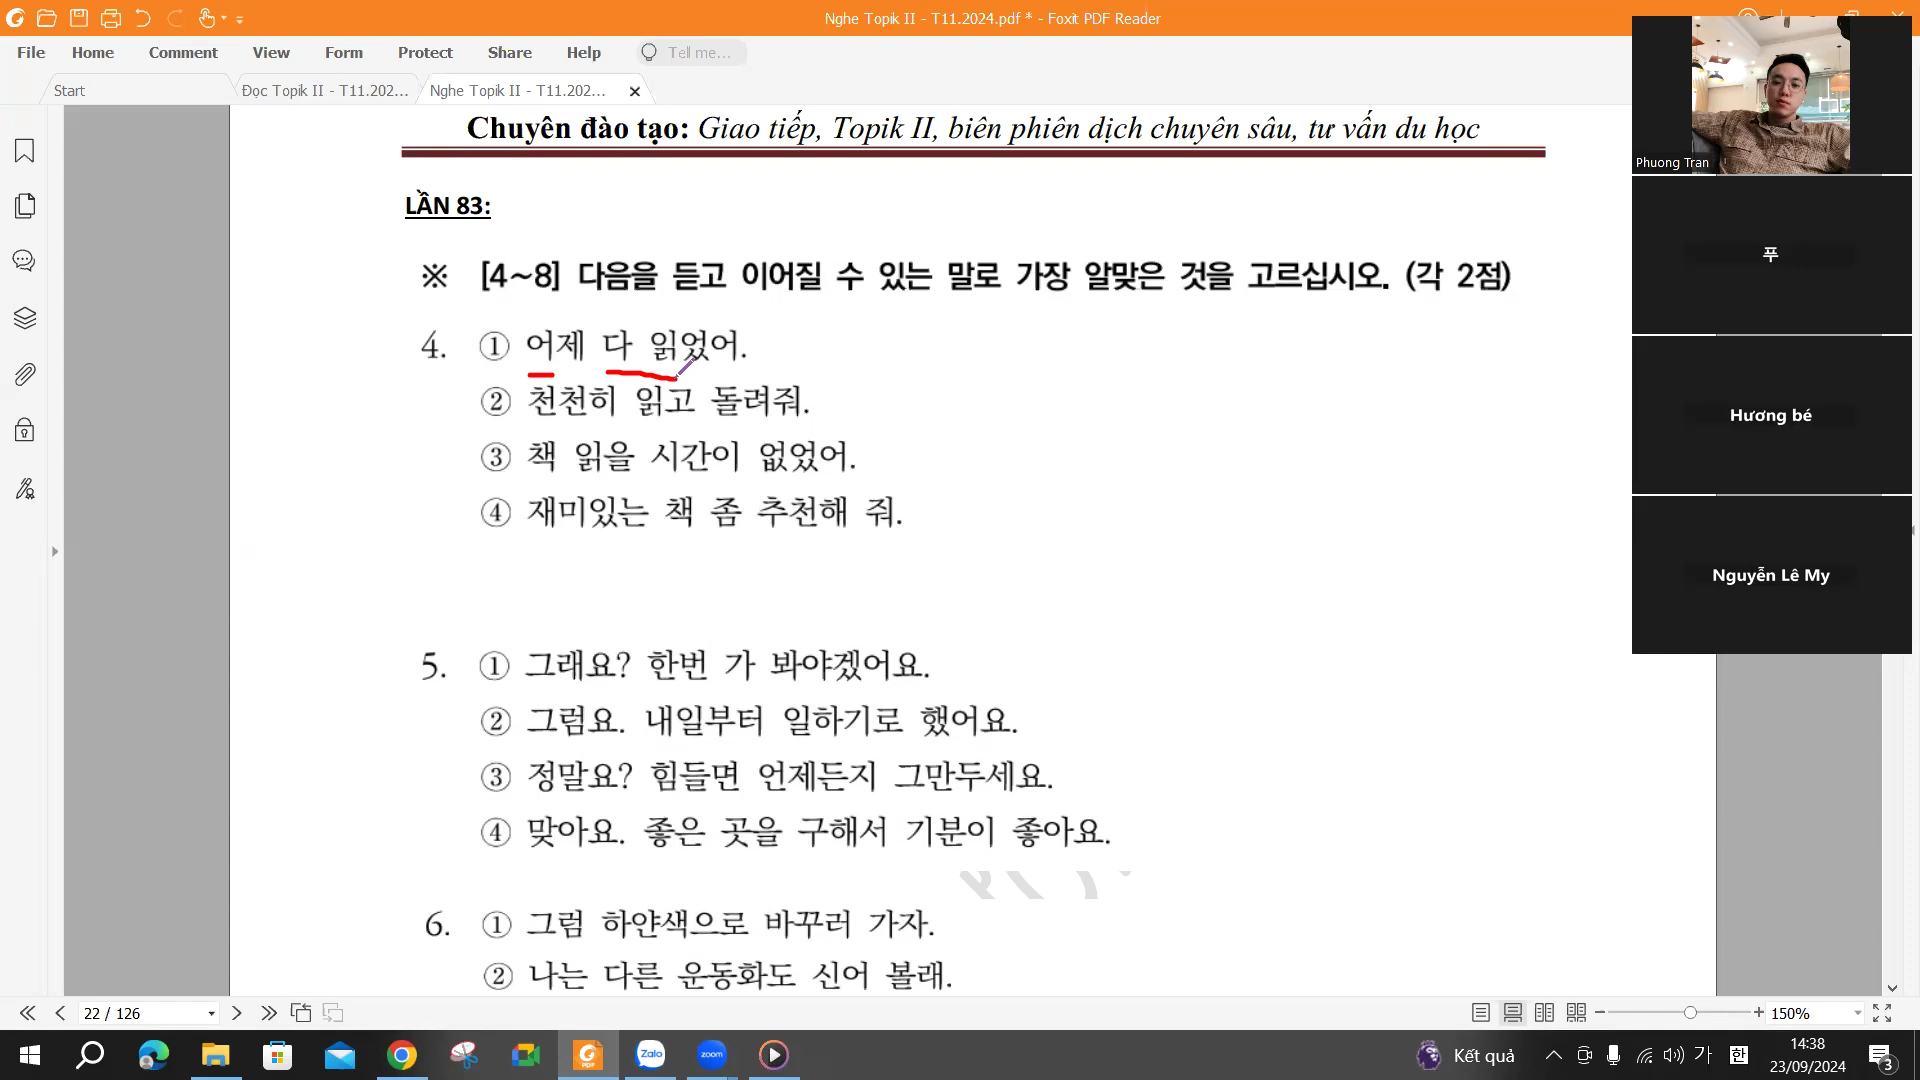 Nghe Topik II - T11.2024.pdf * - Foxit PDF Reader
File Home Comment View Form Protect Share Help Tell me...
Start Đọc Topik II - T11.202... Nghe Topik II - T11.202...
Chuyên đào tạo: Giao tiếp, Topik II, biên phiên dịch chuyên sâu, tư vấn du học
LẦN 83:
※ [4~8] 다음을 듣고 이어질 수 있는 말로 가장 알맞은 것을 고르십시오. (각 2점)
4. ① 어제 다 읽었어.
② 천천히 읽고 돌려줘.
③ 책 읽을 시간이 없었어.
④ 재미있는 책 좀 추천해 줘.
5. ① 그래요? 한번 가 봐야겠어요.
② 그럼요. 내일부터 일하기로 했어요.
③ 정말요? 힘들면 언제든지 그만두세요.
④ 맞아요. 좋은 곳을 구해서 기분이 좋아요.
6. ① 그럼 하얀색으로 바꾸러 가자.
② 나는 다른 운동화도 신어 볼래.
Phuong Tran
푸
Hương bé
Nguyễn Lê My
22 / 126
150%
Zalo
zoom
PDF
Kết quả
가
한
14:38
23/09/2024
3